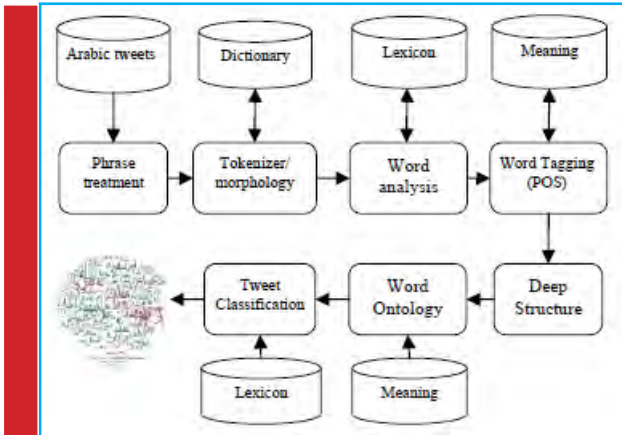 Arabic tweets
Dictionary
Lexicon
Meaning
Phrase
treatment
Tokenizer/
morphology
Word
analysis
Word Tagging
(POS)
Tweet
Classification
Word
Ontology
Deep
Structure
Lexicon
Meaning